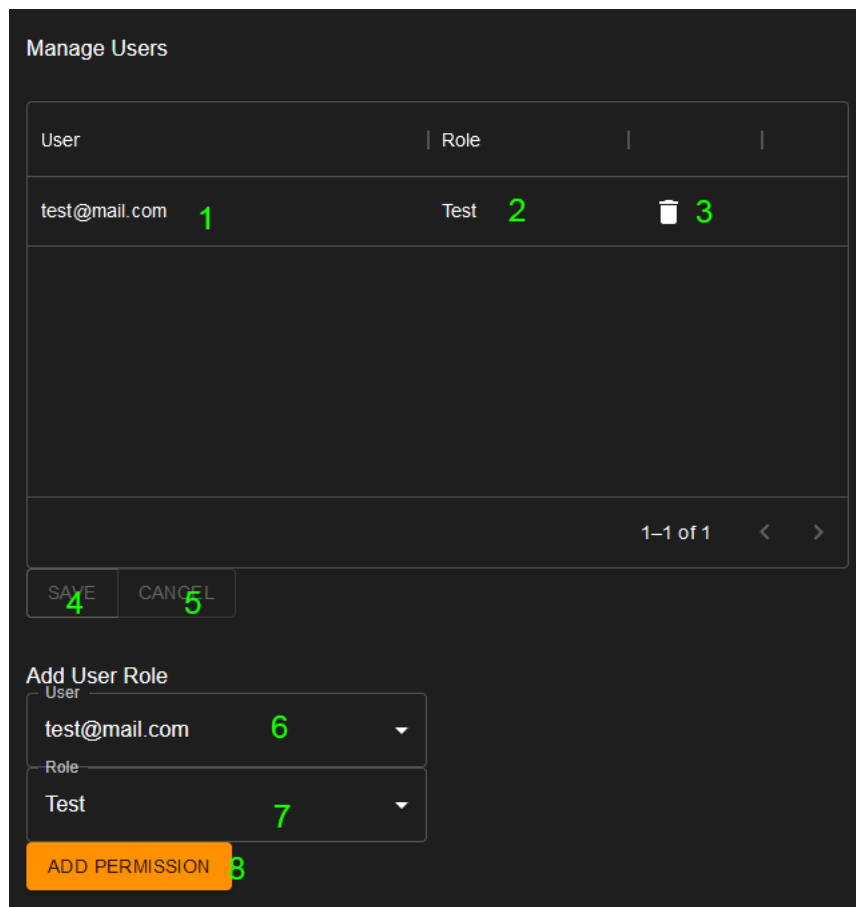 Manage Users
User | Role | |
test@mail.com 1 Test 2 3
1–1 of 1
SAVE 4 CANCEL 5
Add User Role
User
test@mail.com 6
Role
Test 7
ADD PERMISSION 8